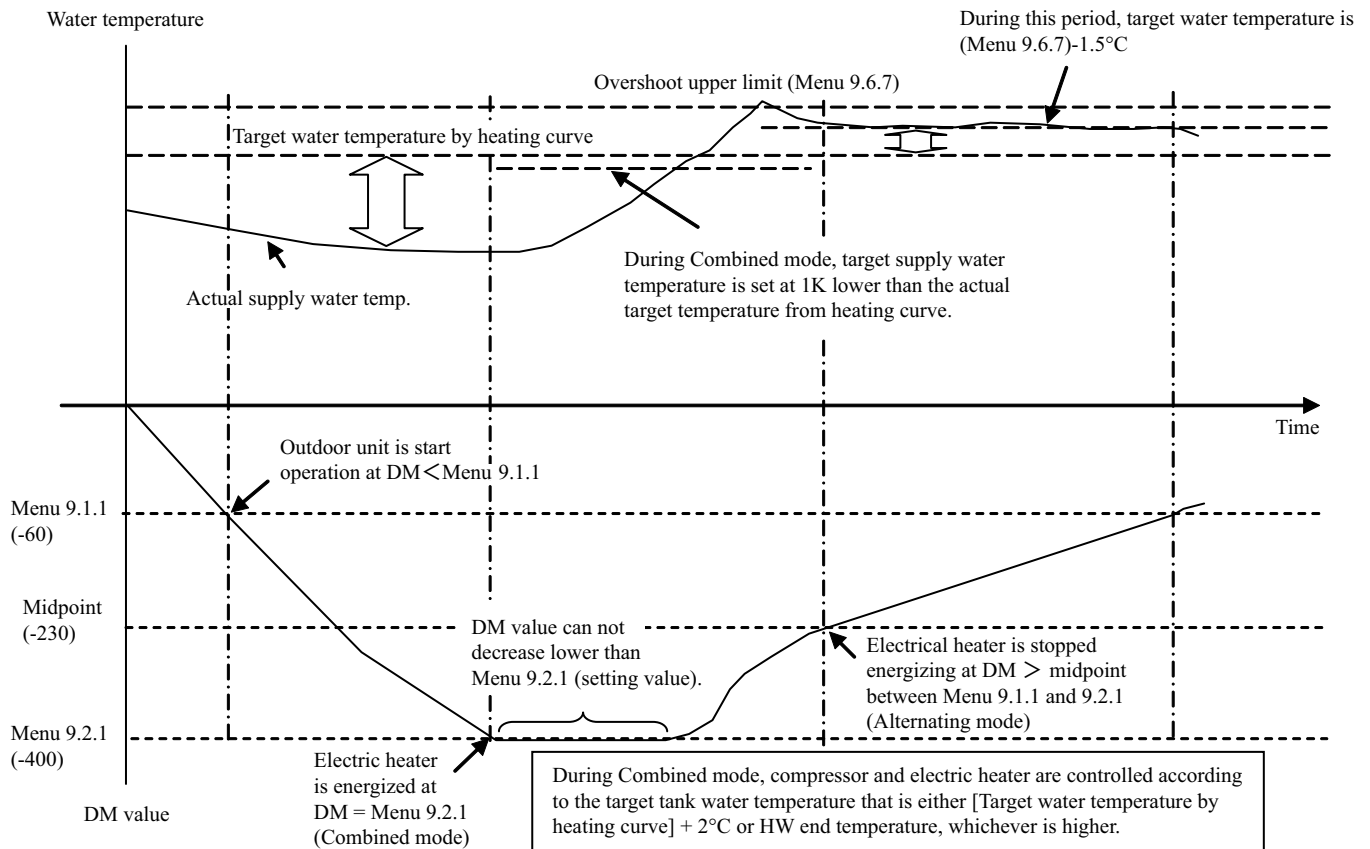 Water temperature
During this period, target water temperature is
(Menu 9.6.7)-1.5°C
Overshoot upper limit (Menu 9.6.7)
Target water temperature by heating curve
During Combined mode, target supply water
temperature is set at 1K lower than the actual
target temperature from heating curve.
Actual supply water temp.
Time
Outdoor unit is start
operation at DM＜Menu 9.1.1
Menu 9.1.1
(-60)
Midpoint
(-230)
DM value can not
decrease lower than
Menu 9.2.1 (setting value).
Electrical heater is stopped
energizing at DM ＞ midpoint
between Menu 9.1.1 and 9.2.1
(Alternating mode)
Menu 9.2.1
(-400)
Electric heater
is energized at
DM = Menu 9.2.1
(Combined mode)
DM value
During Combined mode, compressor and electric heater are controlled according
to the target tank water temperature that is either [Target water temperature by
heating curve] + 2°C or HW end temperature, whichever is higher.